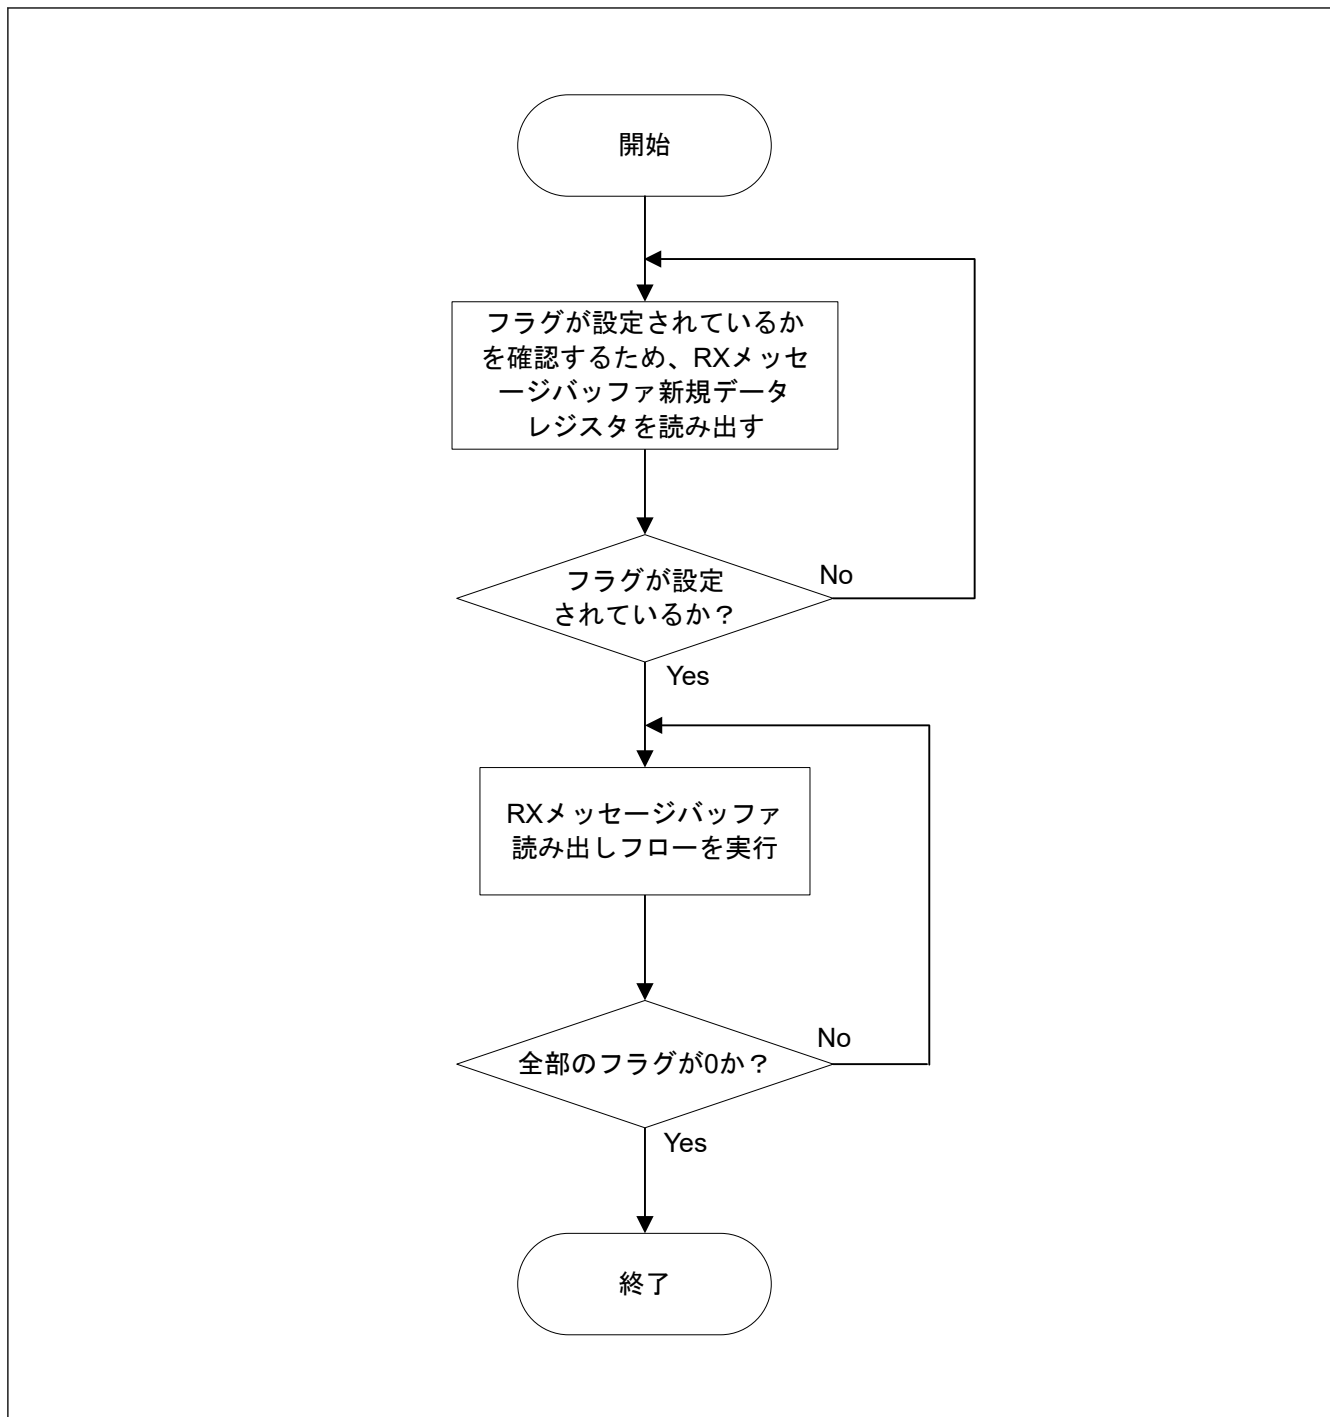 開始
フラグが設定されているか
を確認するため、RXメッセ
ージバッファ新規データ
レジスタを読み出す
フラグが設定
されているか？
No
Yes
RXメッセージバッファ
読み出しフローを実行
全部のフラグが0か？
No
Yes
終了